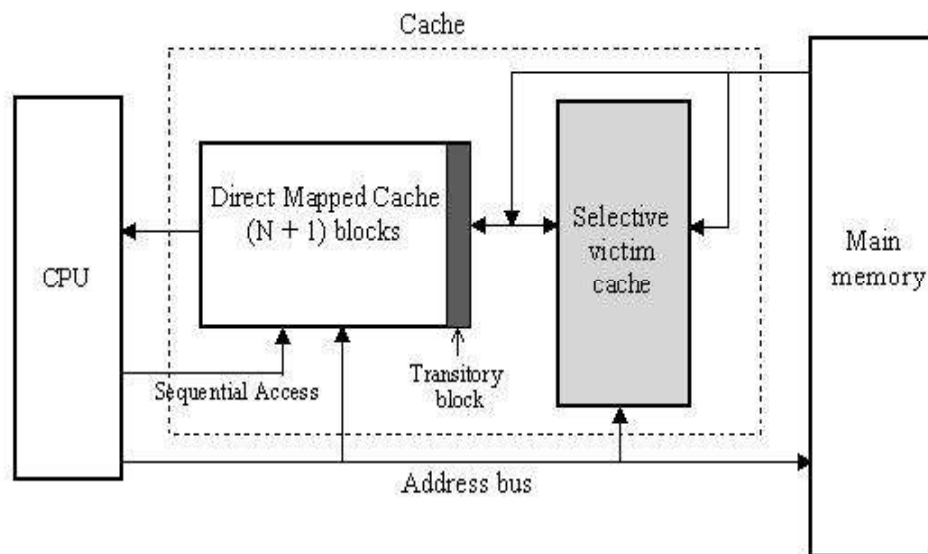 Cache
Direct Mapped Cache
(N + 1) blocks
Selective
victim
cache
Main
memory
CPU
Sequential Access
Transitory
block
Address bus